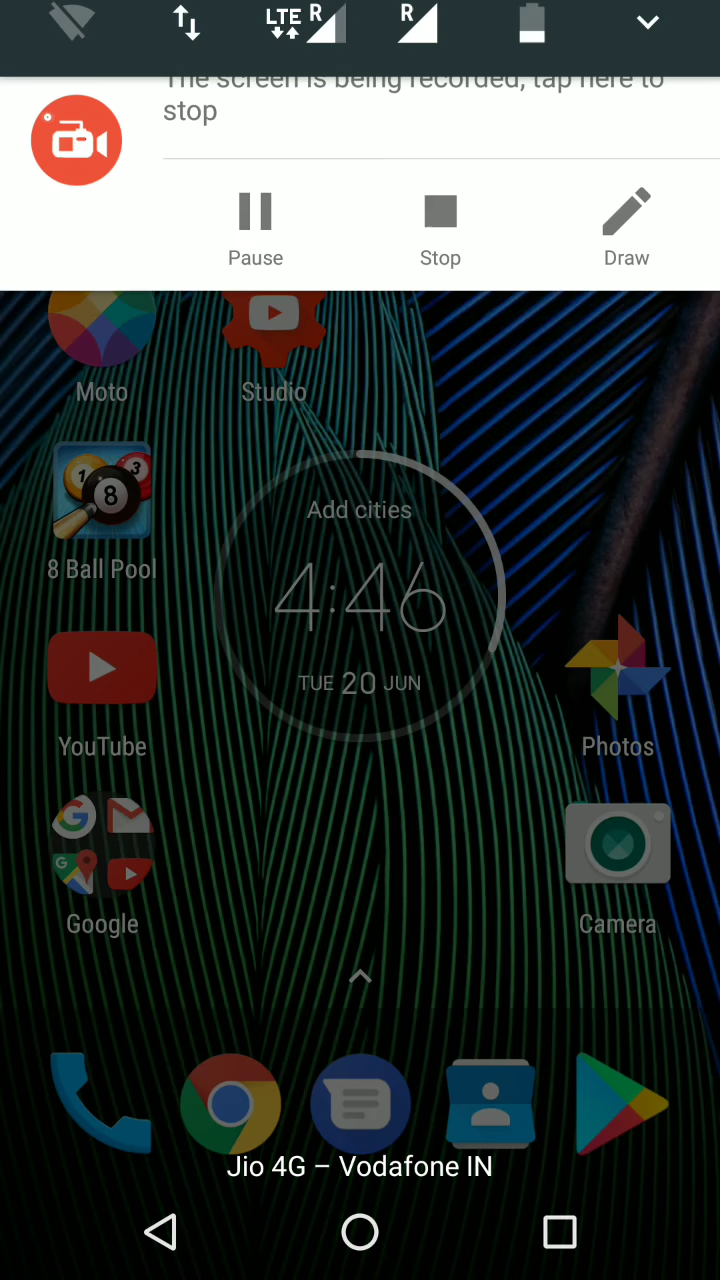 LTE R R
The screen is being recorded, tap here to
stop
Pause Stop Draw
Moto Studio
Add cities
8 Ball Pool
4:46
TUE 20 JUN
YouTube Photos
Google Camera
Jio 4G – Vodafone IN